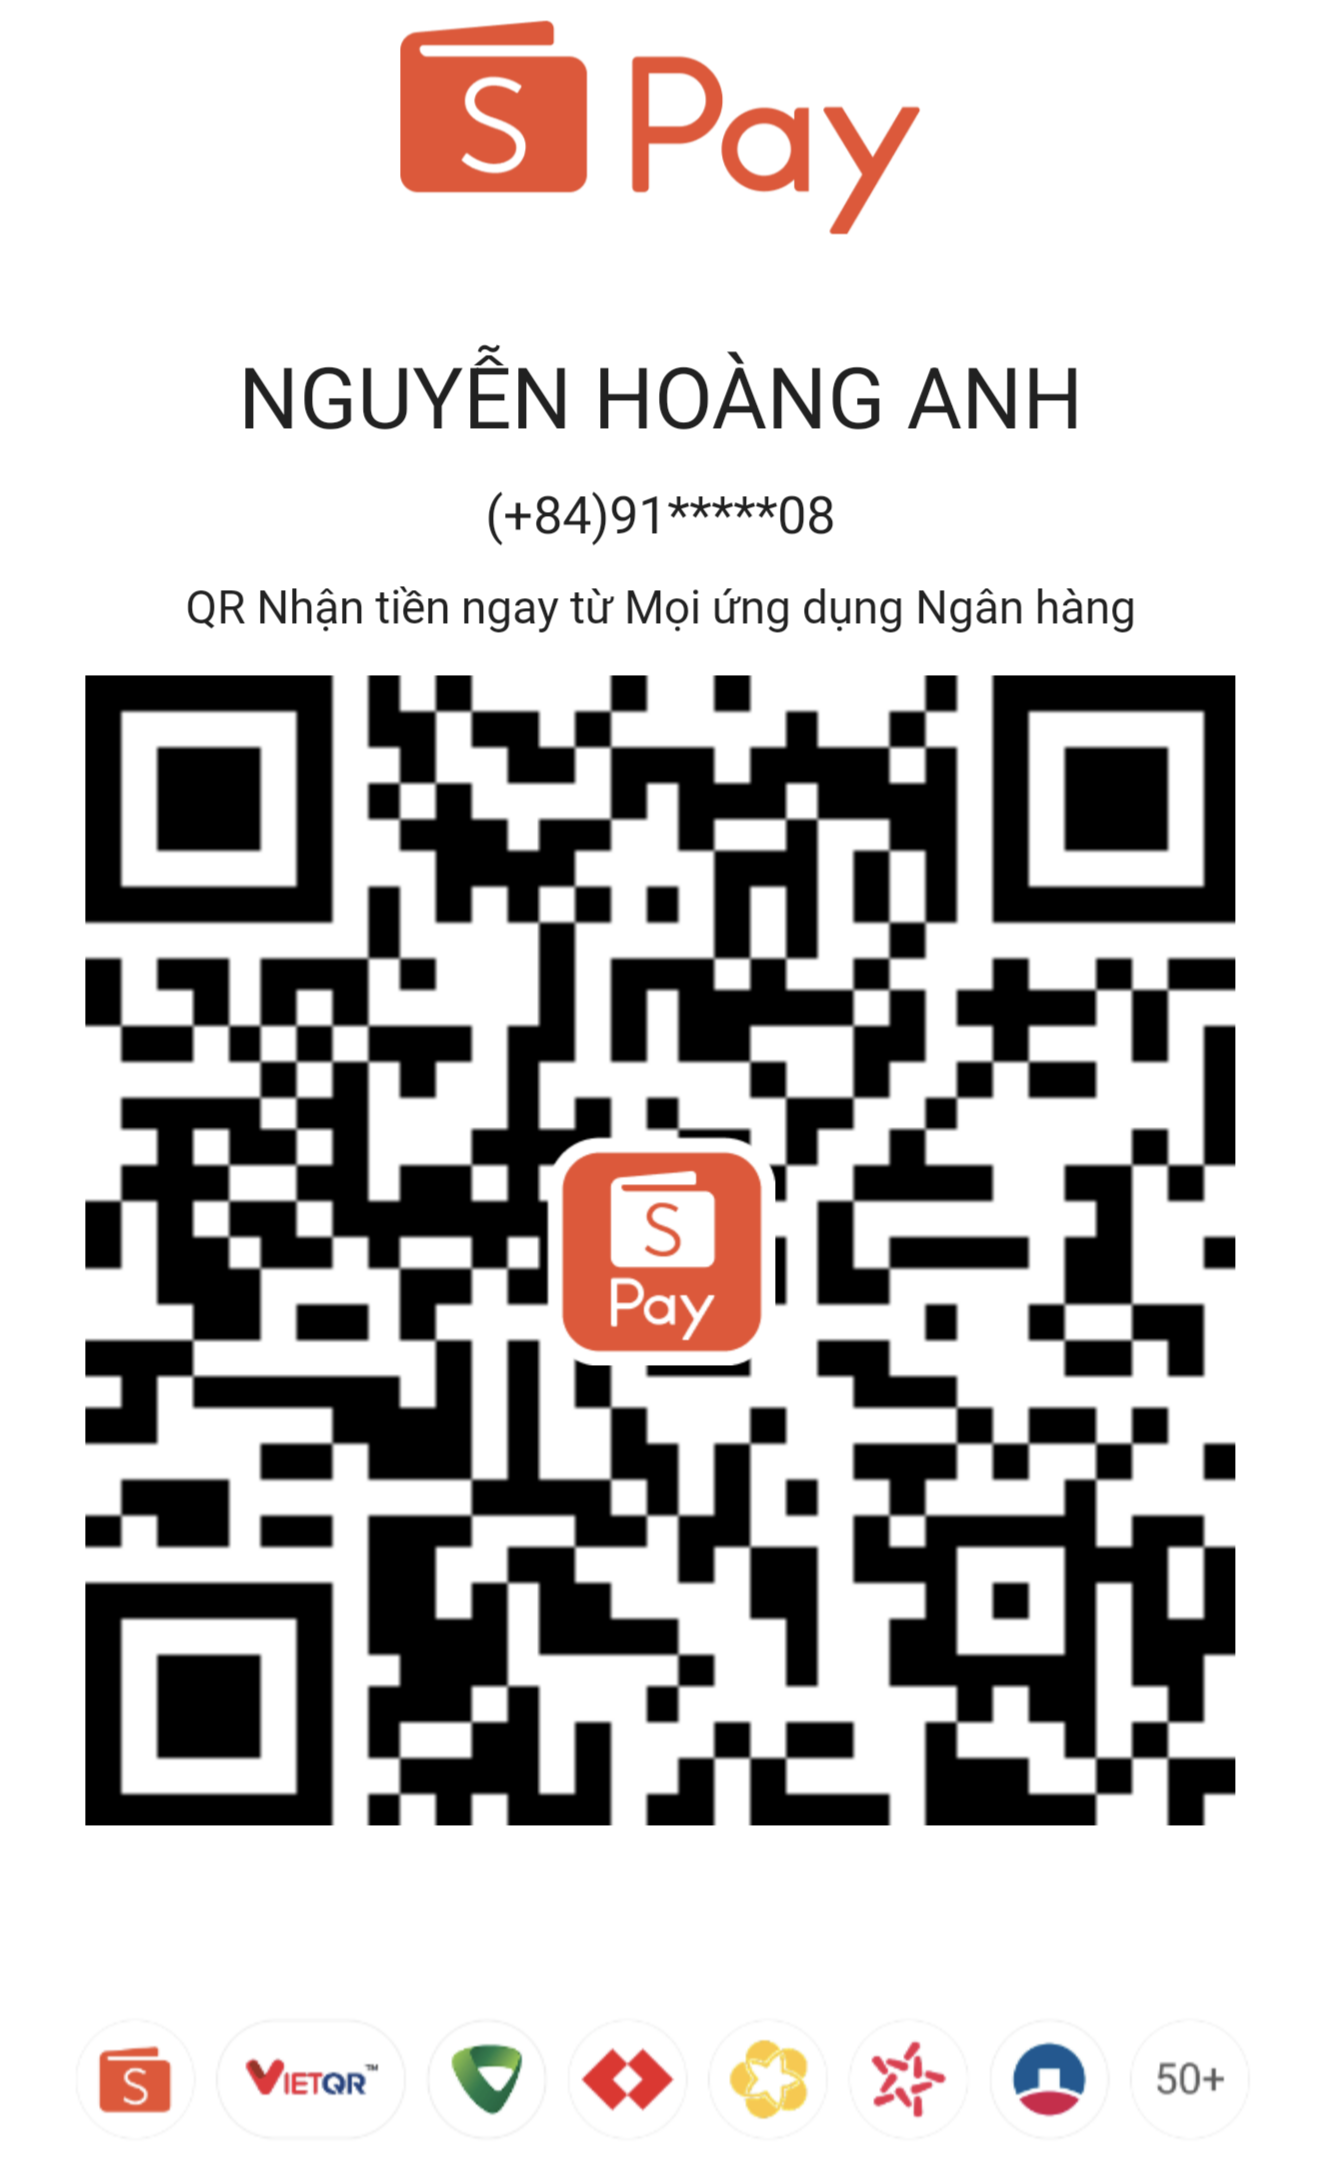 S Pay
NGUYỄN HOÀNG ANH
(+84)91*****08
QR Nhận tiền ngay từ Mọi ứng dụng Ngân hàng
S
Pay
S VIETQR™ 50+